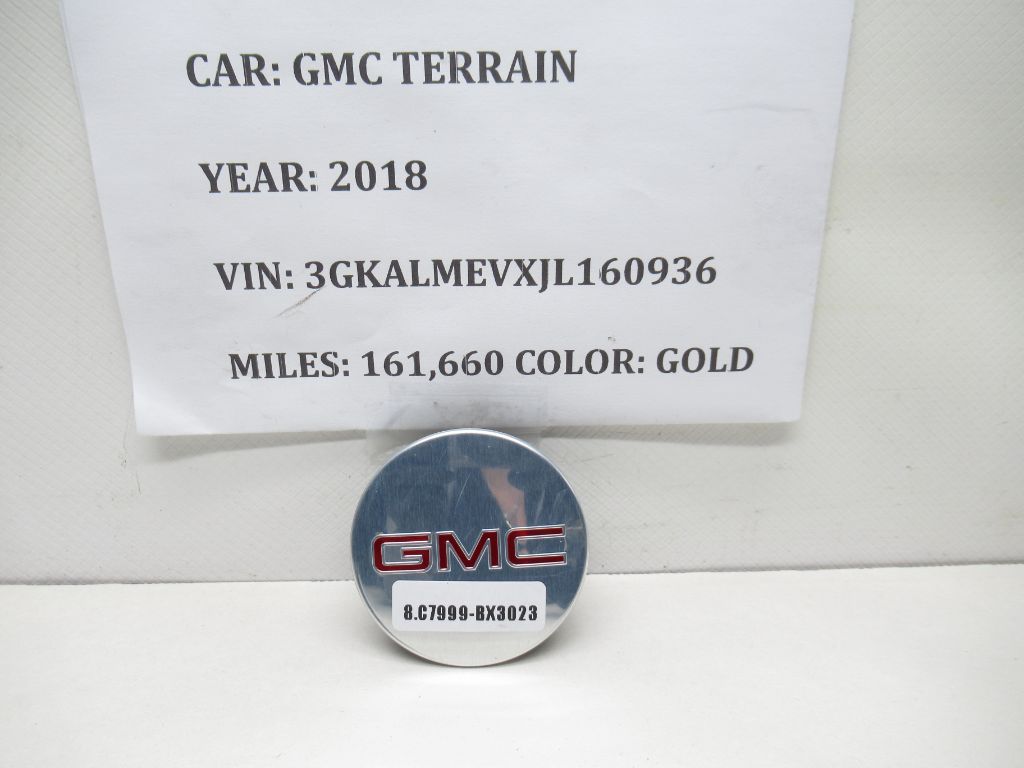 CAR: GMC TERRAIN
YEAR: 2018
VIN: 3GKALMEVXJL160936
MILES: 161,660 COLOR: GOLD
GMC
8.C7999-BX3023